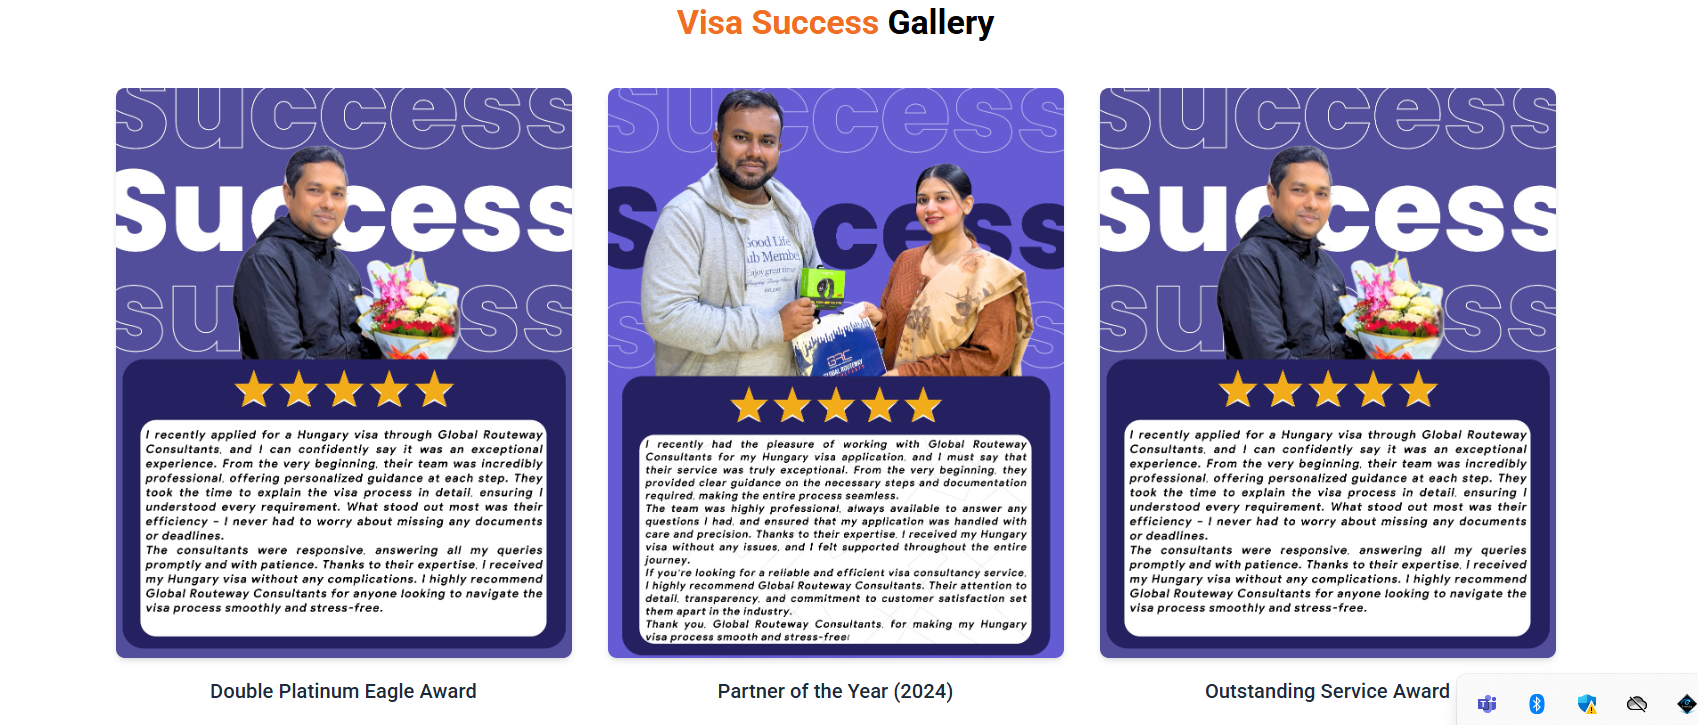 Visa Success Gallery
Success
Success
Success
I recently applied for a Hungary visa through Global Routeway
Consultants, and I can confidently say it was an exceptional
experience. From the very beginning, their team was incredibly
professional, offering personalized guidance at each step. They
took the time to explain the visa process in detail, ensuring I
understood every requirement. What stood out most was their
efficiency - I never had to worry about missing any documents
or deadlines.
The consultants were responsive, answering all my queries
promptly and with patience. Thanks to their expertise, I received
my Hungary visa without any complications. I highly recommend
Global Routeway Consultants for anyone looking to navigate the
visa process smoothly and stress-free.
Double Platinum Eagle Award
Success
Success
Good Life
ub Membe
Enjoy great time
GRC
GLOBAL ROUTEWAY
I recently had the pleasure of working with Global Routeway
Consultants for my Hungary visa application, and I must say that
their service was truly exceptional. From the very beginning, they
provided clear guidance on the necessary steps and documentation
required, making the entire process seamless.
The team was highly professional, always available to answer any
questions I had, and ensured that my application was handled with
care and precision. Thanks to their expertise, I received my Hungary
visa without any issues, and I felt supported throughout the entire
journey.
If you're looking for a reliable and efficient visa consultancy service,
I highly recommend Global Routeway Consultants. Their attention to
detail, transparency, and commitment to customer satisfaction set
them apart in the industry.
Thank you, Global Routeway Consultants, for making my Hungary
visa process smooth and stress-free!
Partner of the Year (2024)
Success
Success
Success
I recently applied for a Hungary visa through Global Routeway
Consultants, and I can confidently say it was an exceptional
experience. From the very beginning, their team was incredibly
professional, offering personalized guidance at each step. They
took the time to explain the visa process in detail, ensuring I
understood every requirement. What stood out most was their
efficiency - I never had to worry about missing any documents
or deadlines.
The consultants were responsive, answering all my queries
promptly and with patience. Thanks to their expertise, I received
my Hungary visa without any complications. I highly recommend
Global Routeway Consultants for anyone looking to navigate the
visa process smoothly and stress-free.
Outstanding Service Award